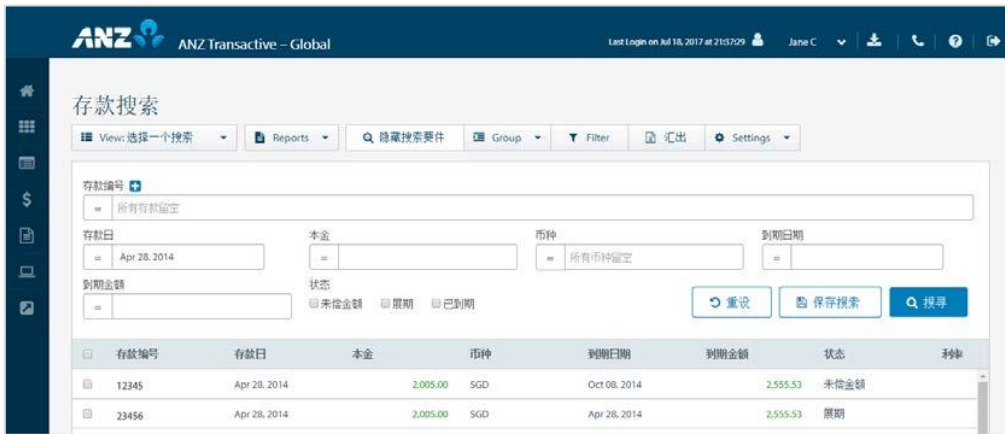 ANZ ANZ Transactive – Global Last Login on Jul 18, 2017 at 21:37:29 Jane C
存款搜索
View: 选择一个搜索 Reports 隐藏搜索要件 Group Filter 汇出 Settings
存款编号
= 所有存款留空
存款日 本金 币种 到期日期
= Apr 28, 2014 = = 所有币种留空 =
到期金额 状态
= 未偿金额 展期 已到期 重设 保存搜索 搜寻
存款编号 存款日 本金 币种 到期日期 到期金额 状态 利率
12345 Apr 28, 2014 2,005.00 SGD Oct 08, 2014 2,555.53 未偿金额
23456 Apr 28, 2014 2,005.00 SGD Apr 28, 2014 2,555.53 展期